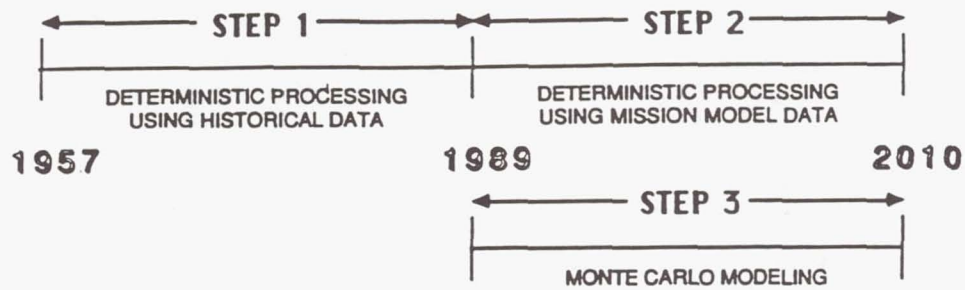 STEP 1
STEP 2
DETERMINISTIC PROCESSING
USING HISTORICAL DATA
DETERMINISTIC PROCESSING
USING MISSION MODEL DATA
1957
1989
2010
STEP 3
MONTE CARLO MODELING